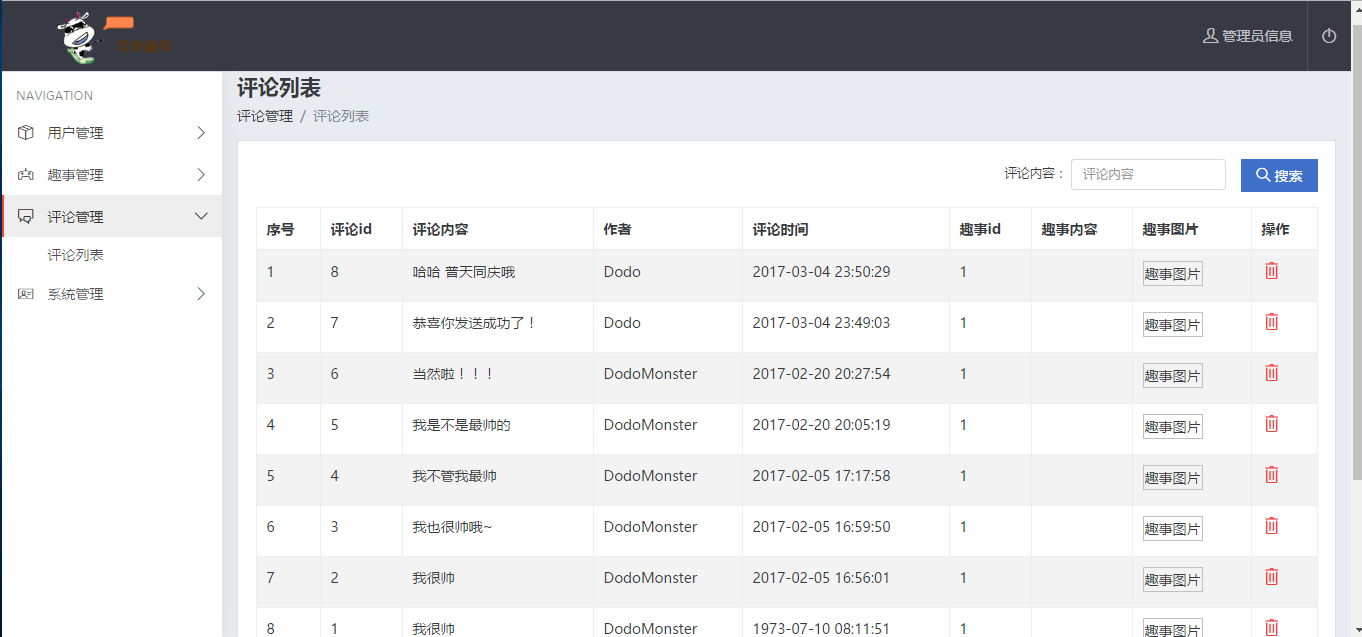 管理员信息
NAVIGATION
用户管理
趣事管理
评论管理
评论列表
系统管理
评论列表
评论管理 / 评论列表
评论内容： 评论内容 搜索
序号 评论id 评论内容 作者 评论时间 趣事id 趣事内容 趣事图片 操作
1 8 哈哈 普天同庆哦 Dodo 2017-03-04 23:50:29 1 趣事图片
2 7 恭喜你发送成功了！ Dodo 2017-03-04 23:49:03 1 趣事图片
3 6 当然啦！！！ DodoMonster 2017-02-20 20:27:54 1 趣事图片
4 5 我是不是最帅的 DodoMonster 2017-02-20 20:05:19 1 趣事图片
5 4 我不管我最帅 DodoMonster 2017-02-05 17:17:58 1 趣事图片
6 3 我也很帅哦~ DodoMonster 2017-02-05 16:59:50 1 趣事图片
7 2 我很帅 DodoMonster 2017-02-05 16:56:01 1 趣事图片
8 1 我很帅 DodoMonster 1973-07-10 08:11:51 1 趣事图片